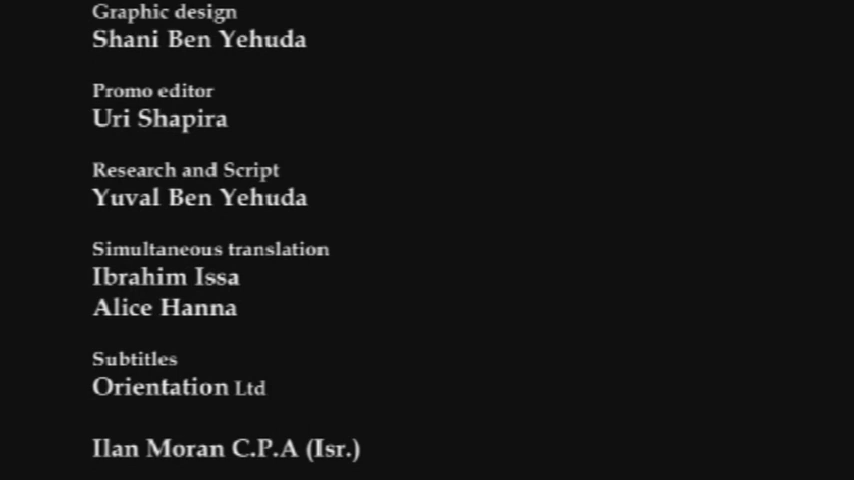 Graphic design
Shani Ben Yehuda
Promo editor
Uri Shapira
Research and Script
Yuval Ben Yehuda
Simultaneous translation
Ibrahim Issa
Alice Hanna
Subtitles
Orientation Ltd
Ilan Moran C.P.A (Isr.)